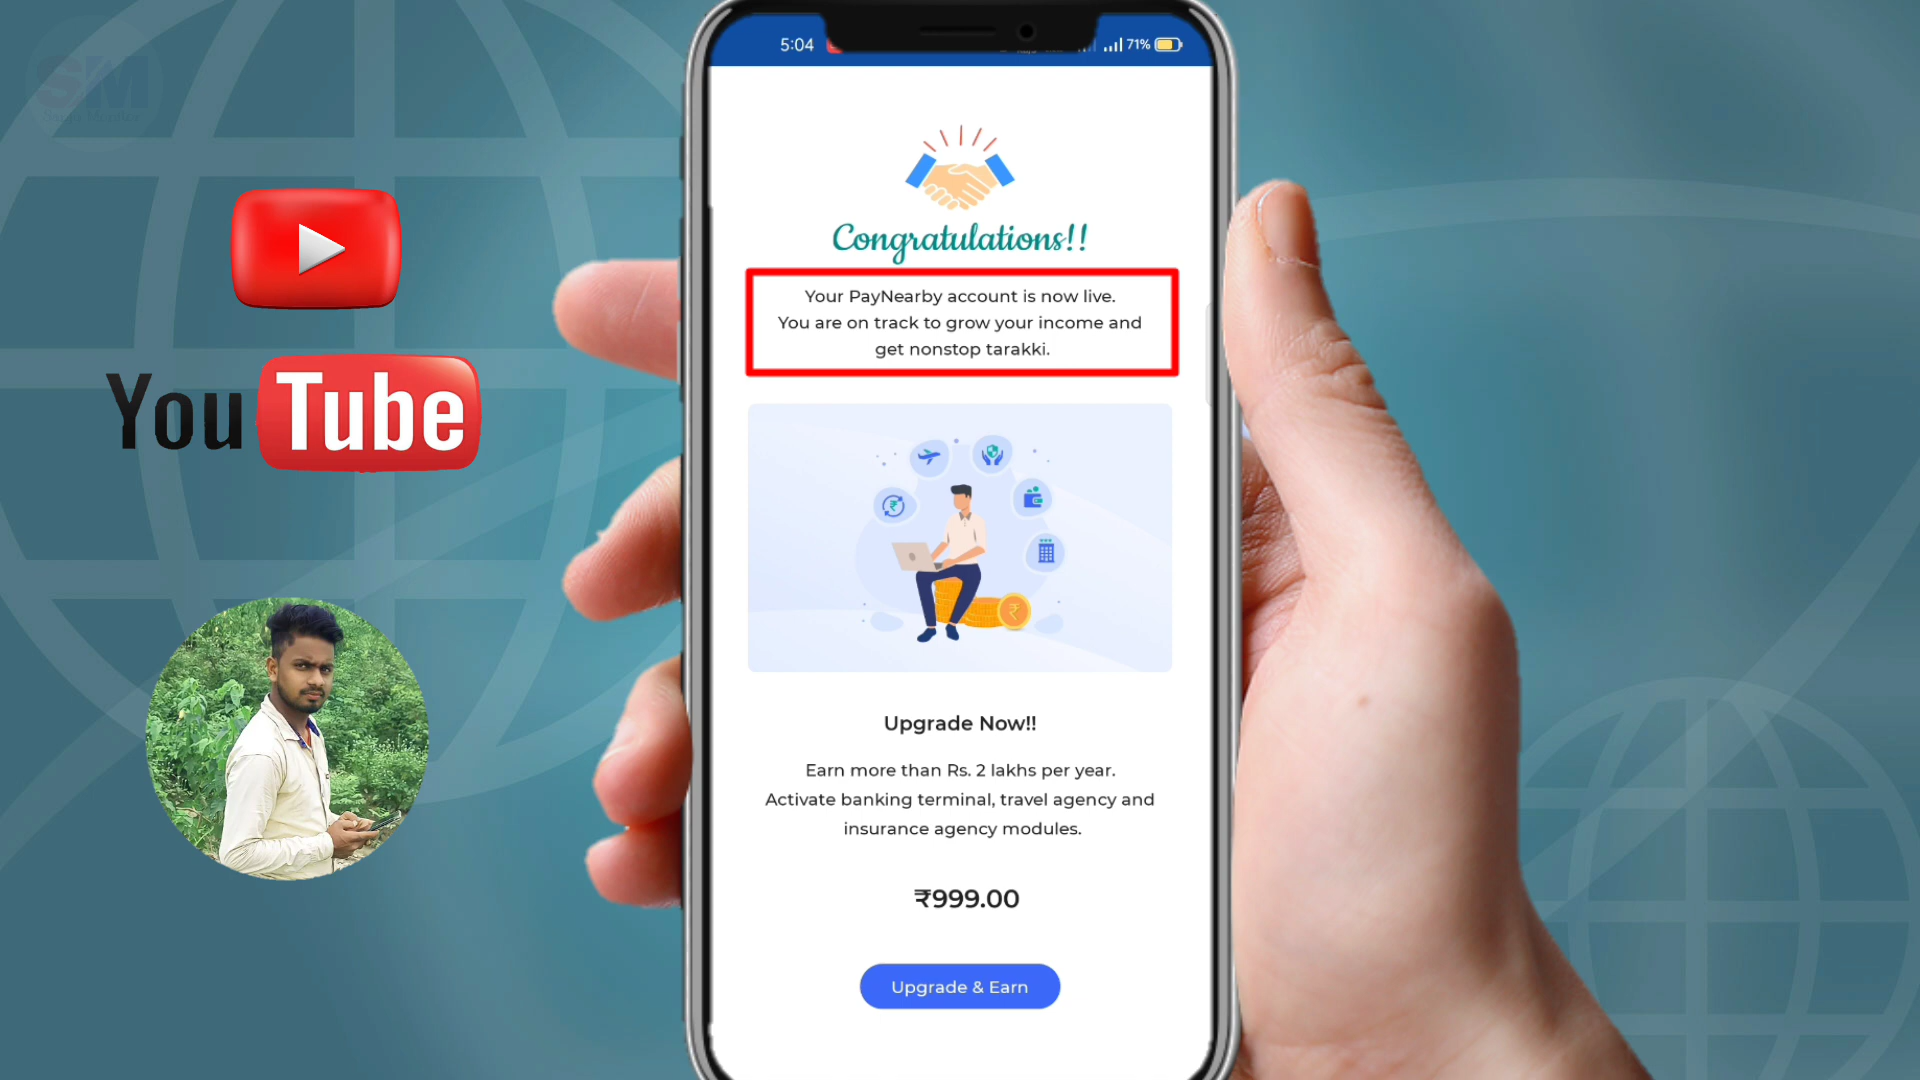 SM
5:04
71%
Congratulations!!
Your PayNearby account is now live.
You are on track to grow your income and
get nonstop tarakki.
YouTube
Upgrade Now!!
Earn more than Rs. 2 lakhs per year.
Activate banking terminal, travel agency and
insurance agency modules.
₹999.00
Upgrade & Earn